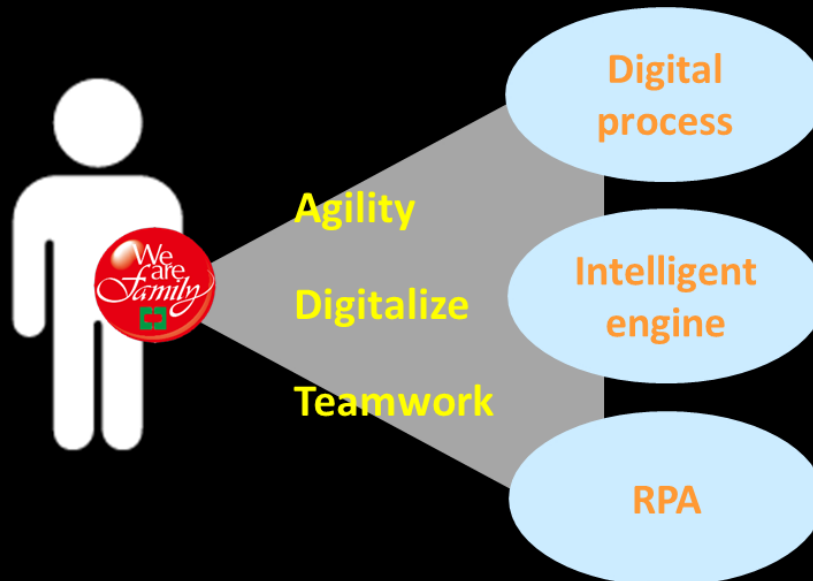 We
are
Family
Agility
Digitalize
Teamwork
Digital
process
Intelligent
engine
RPA